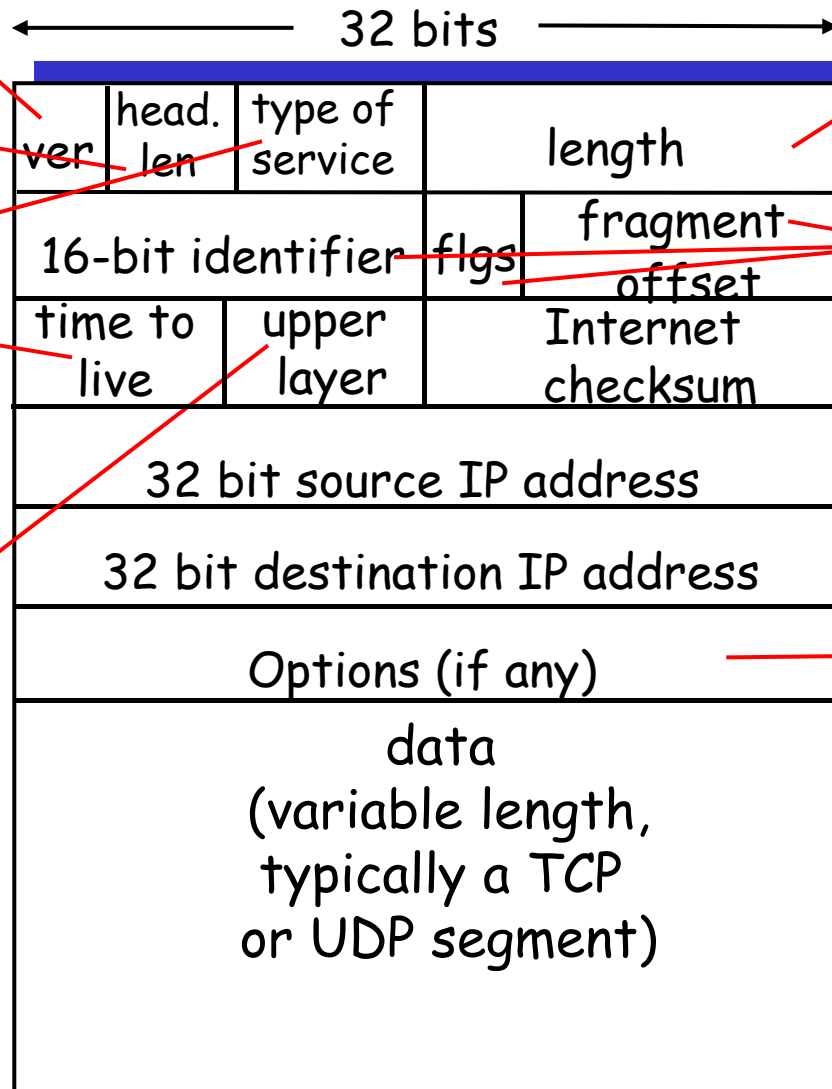 32 bits
ver
head.
len
type of
service
length
16-bit identifier
flgs
fragment
offset
time to
live
upper
layer
Internet
checksum
32 bit source IP address
32 bit destination IP address
Options (if any)
data
(variable length,
typically a TCP
or UDP segment)